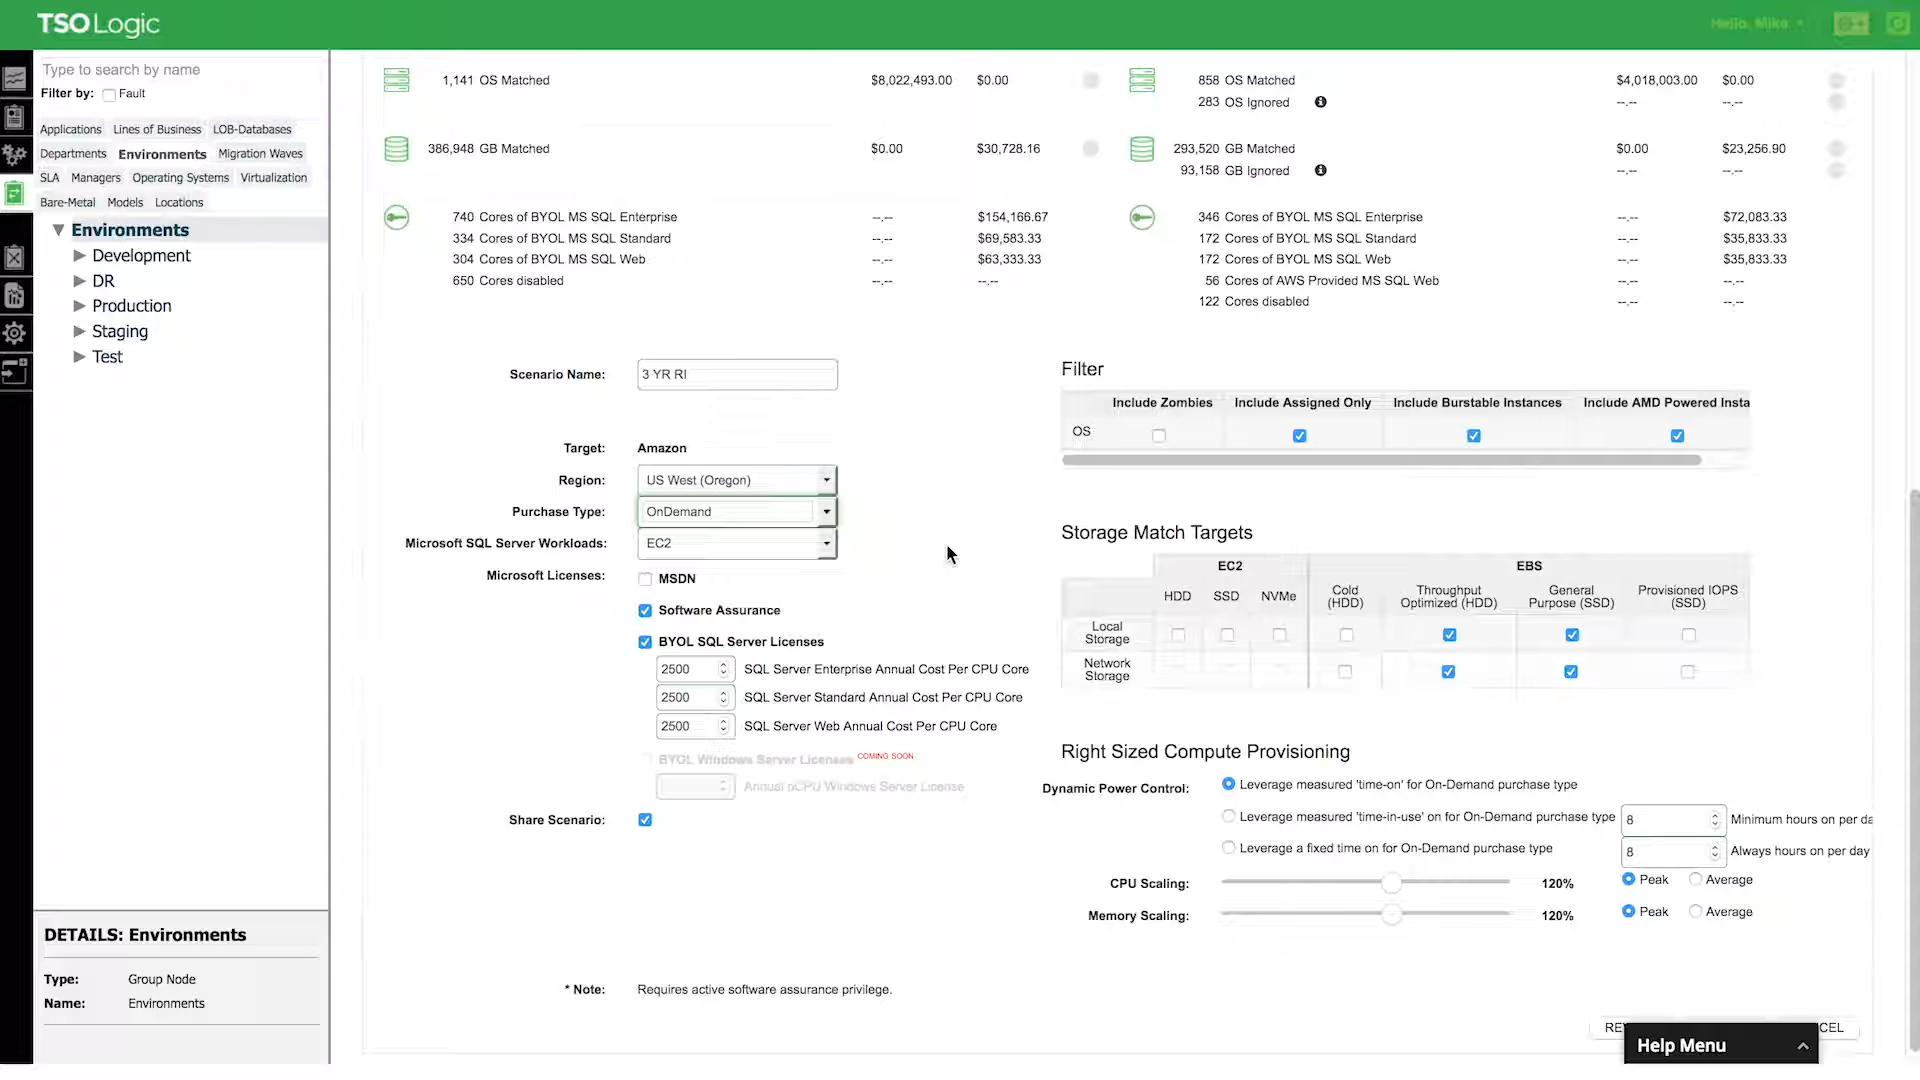 TSO Logic
Hello, Mike
Type to search by name
Filter by: Fault
Applications Lines of Business LOB-Databases
Departments Environments Migration Waves
SLA Managers Operating Systems Virtualization
Bare-Metal Models Locations
Environments
Development
DR
Production
Staging
Test
DETAILS: Environments
Type: Group Node
Name: Environments
1,141 OS Matched $8,022,493.00 $0.00
386,948 GB Matched $0.00 $30,728.16
740 Cores of BYOL MS SQL Enterprise --.-- $154,166.67
334 Cores of BYOL MS SQL Standard --.-- $69,583.33
304 Cores of BYOL MS SQL Web --.-- $63,333.33
650 Cores disabled --.-- --.--
858 OS Matched $4,018,003.00 $0.00
283 OS Ignored --.-- --.--
293,520 GB Matched $0.00 $23,256.90
93,158 GB Ignored --.-- --.--
346 Cores of BYOL MS SQL Enterprise --.-- $72,083.33
172 Cores of BYOL MS SQL Standard --.-- $35,833.33
172 Cores of BYOL MS SQL Web --.-- $35,833.33
56 Cores of AWS Provided MS SQL Web --.-- --.--
122 Cores disabled --.-- --.--
Scenario Name: 3 YR RI
Target: Amazon
Region: US West (Oregon)
Purchase Type: OnDemand
Microsoft SQL Server Workloads: EC2
Microsoft Licenses: MSDN
Software Assurance
BYOL SQL Server Licenses
2500 SQL Server Enterprise Annual Cost Per CPU Core
2500 SQL Server Standard Annual Cost Per CPU Core
2500 SQL Server Web Annual Cost Per CPU Core
BYOL Windows Server Licenses COMING SOON
Annual pCPU Windows Server License
Share Scenario:
* Note: Requires active software assurance privilege.
Filter
Include Zombies Include Assigned Only Include Burstable Instances Include AMD Powered Insta
OS
Storage Match Targets
EC2 EBS
HDD SSD NVMe Cold (HDD) Throughput Optimized (HDD) General Purpose (SSD) Provisioned IOPS (SSD)
Local Storage
Network Storage
Right Sized Compute Provisioning
Dynamic Power Control: Leverage measured 'time-on' for On-Demand purchase type
Leverage measured 'time-in-use' on for On-Demand purchase type 8 Minimum hours on per da
Leverage a fixed time on for On-Demand purchase type 8 Always hours on per day
CPU Scaling: 120% Peak Average
Memory Scaling: 120% Peak Average
Help Menu